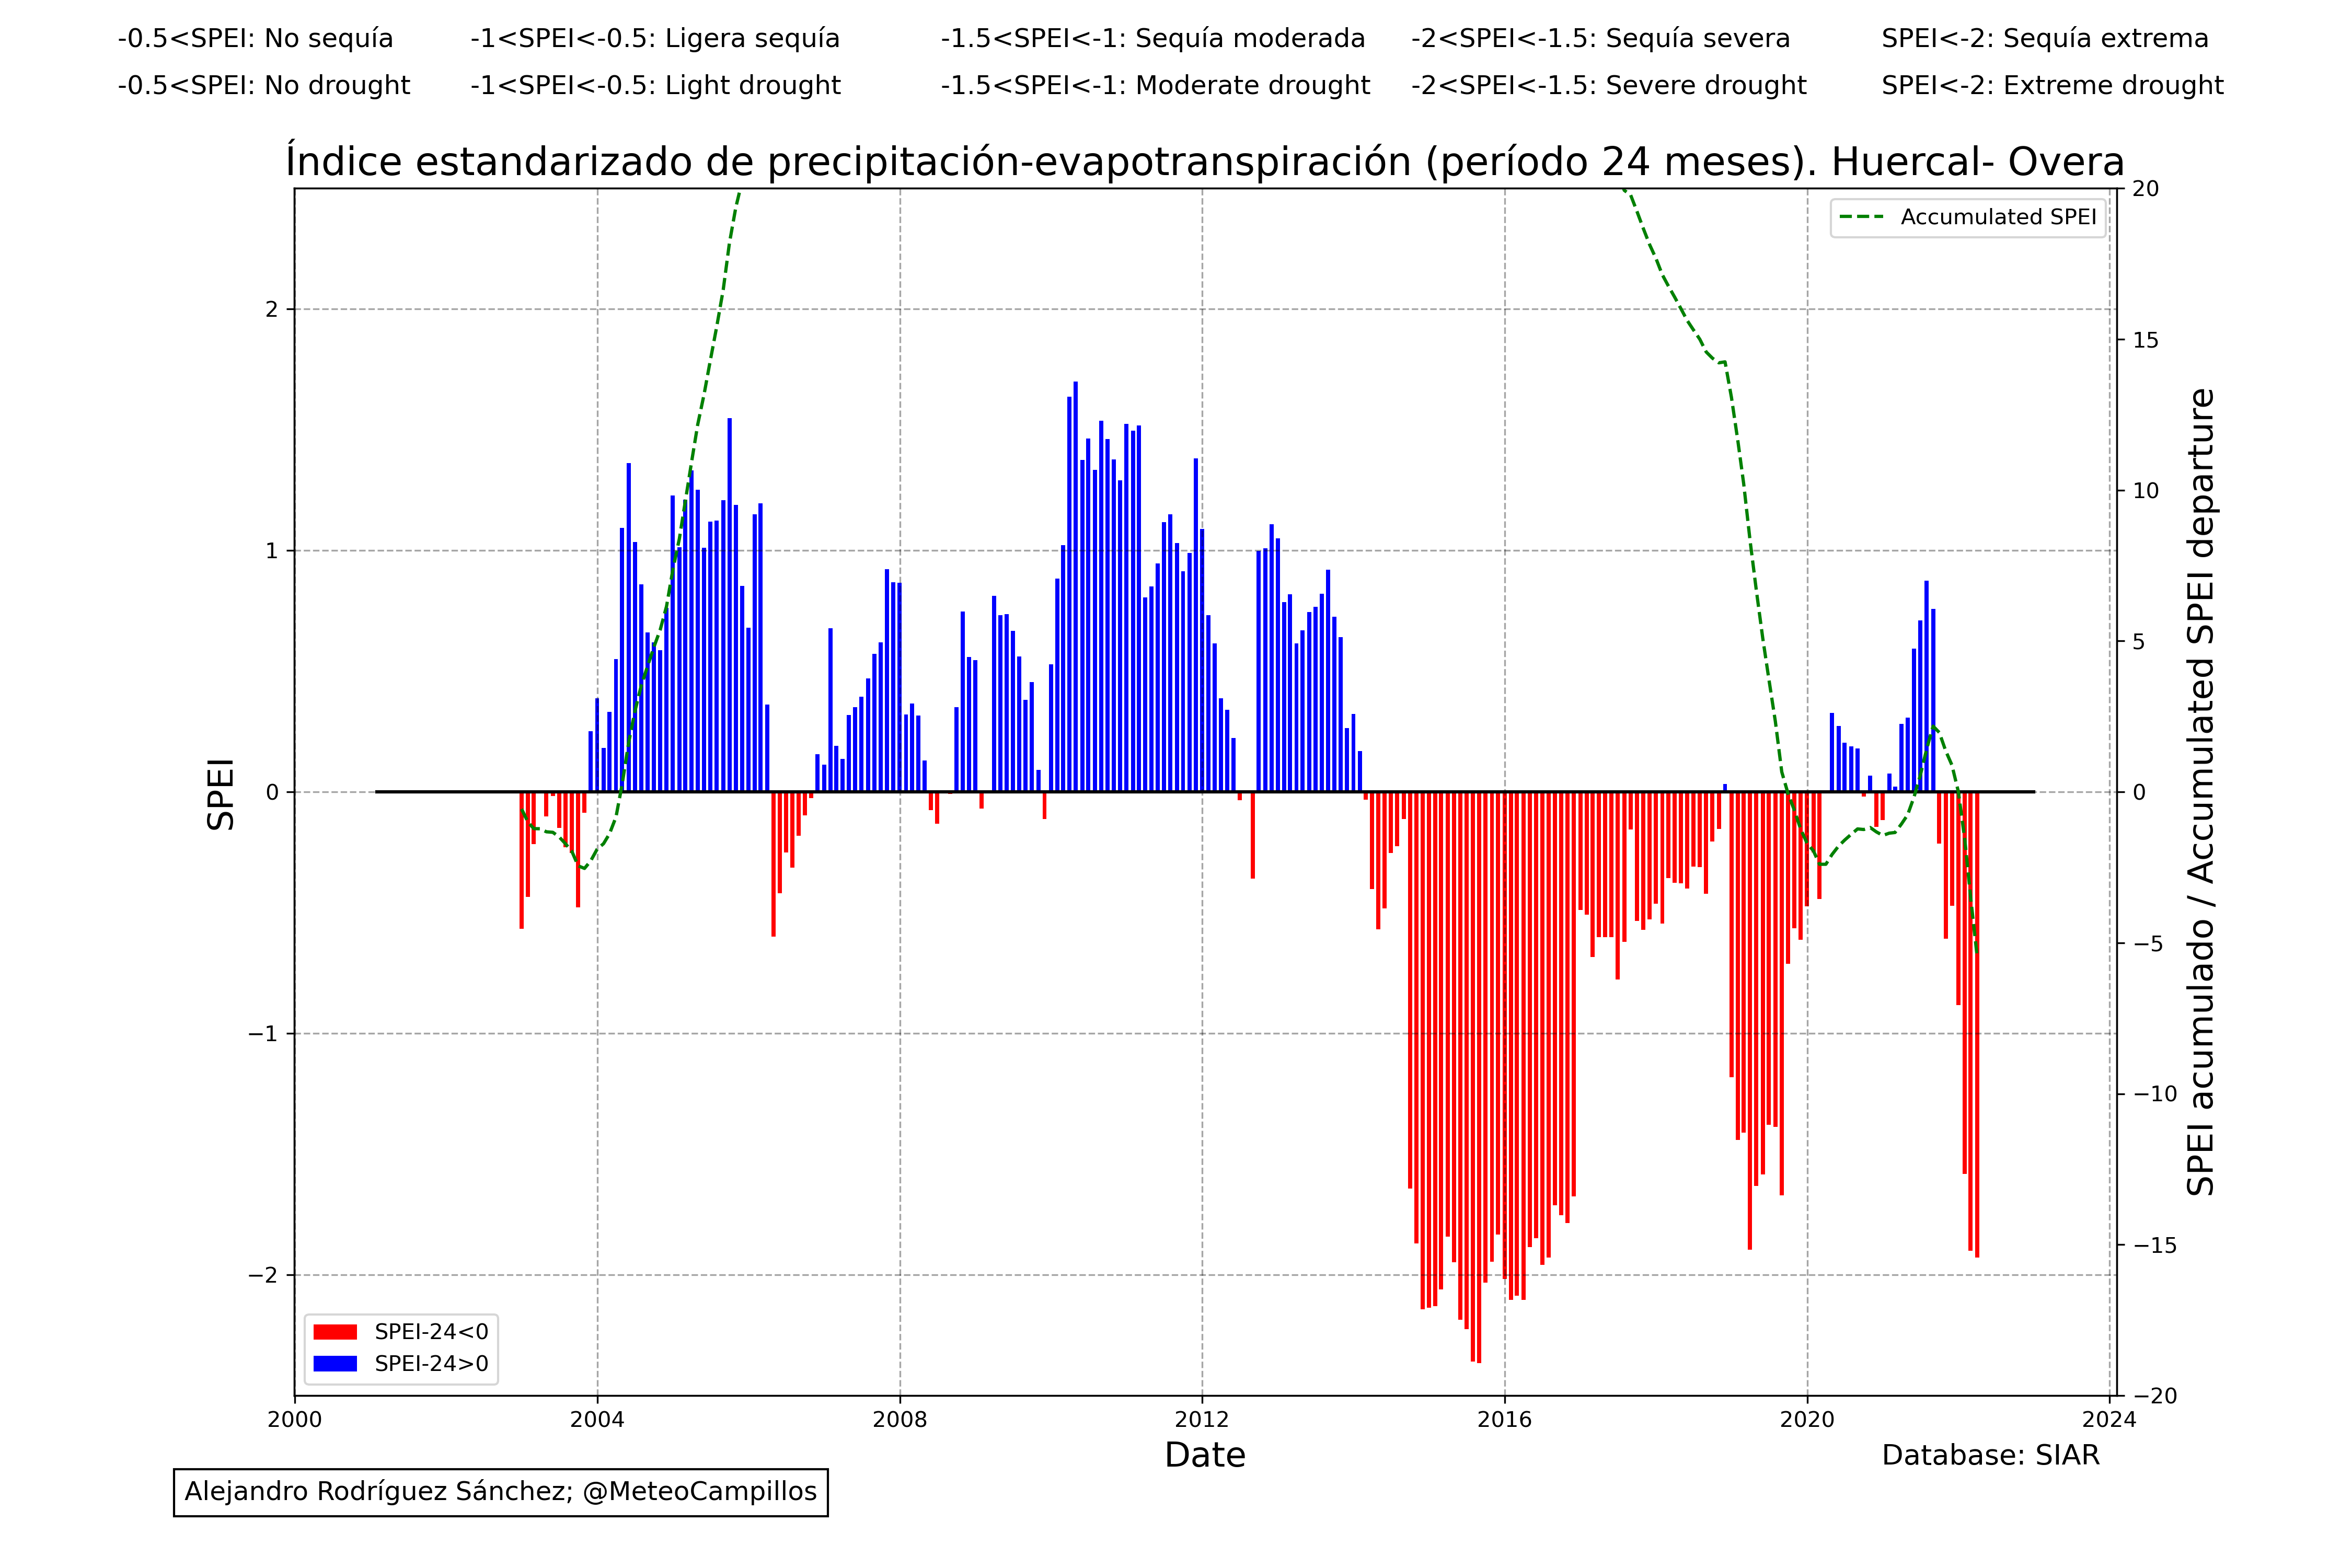 -0.5<SPEI: No sequía
-1<SPEI<-0.5: Ligera sequía
-1.5<SPEI<-1: Sequía moderada
-2<SPEI<-1.5: Sequía severa
SPEI<-2: Sequía extrema
-0.5<SPEI: No drought
-1<SPEI<-0.5: Light drought
-1.5<SPEI<-1: Moderate drought
-2<SPEI<-1.5: Severe drought
SPEI<-2: Extreme drought
Índice estandarizado de precipitación-evapotranspiración (período 24 meses). Huercal- Overa
Accumulated SPEI
SPEI
2
1
0
−1
−2
20
15
10
5
0
−5
−10
−15
−20
SPEI acumulado / Accumulated SPEI departure
SPEI-24<0
SPEI-24>0
2000
2004
2008
2012
2016
2020
2024
Date
Database: SIAR
Alejandro Rodríguez Sánchez; @MeteoCampillos